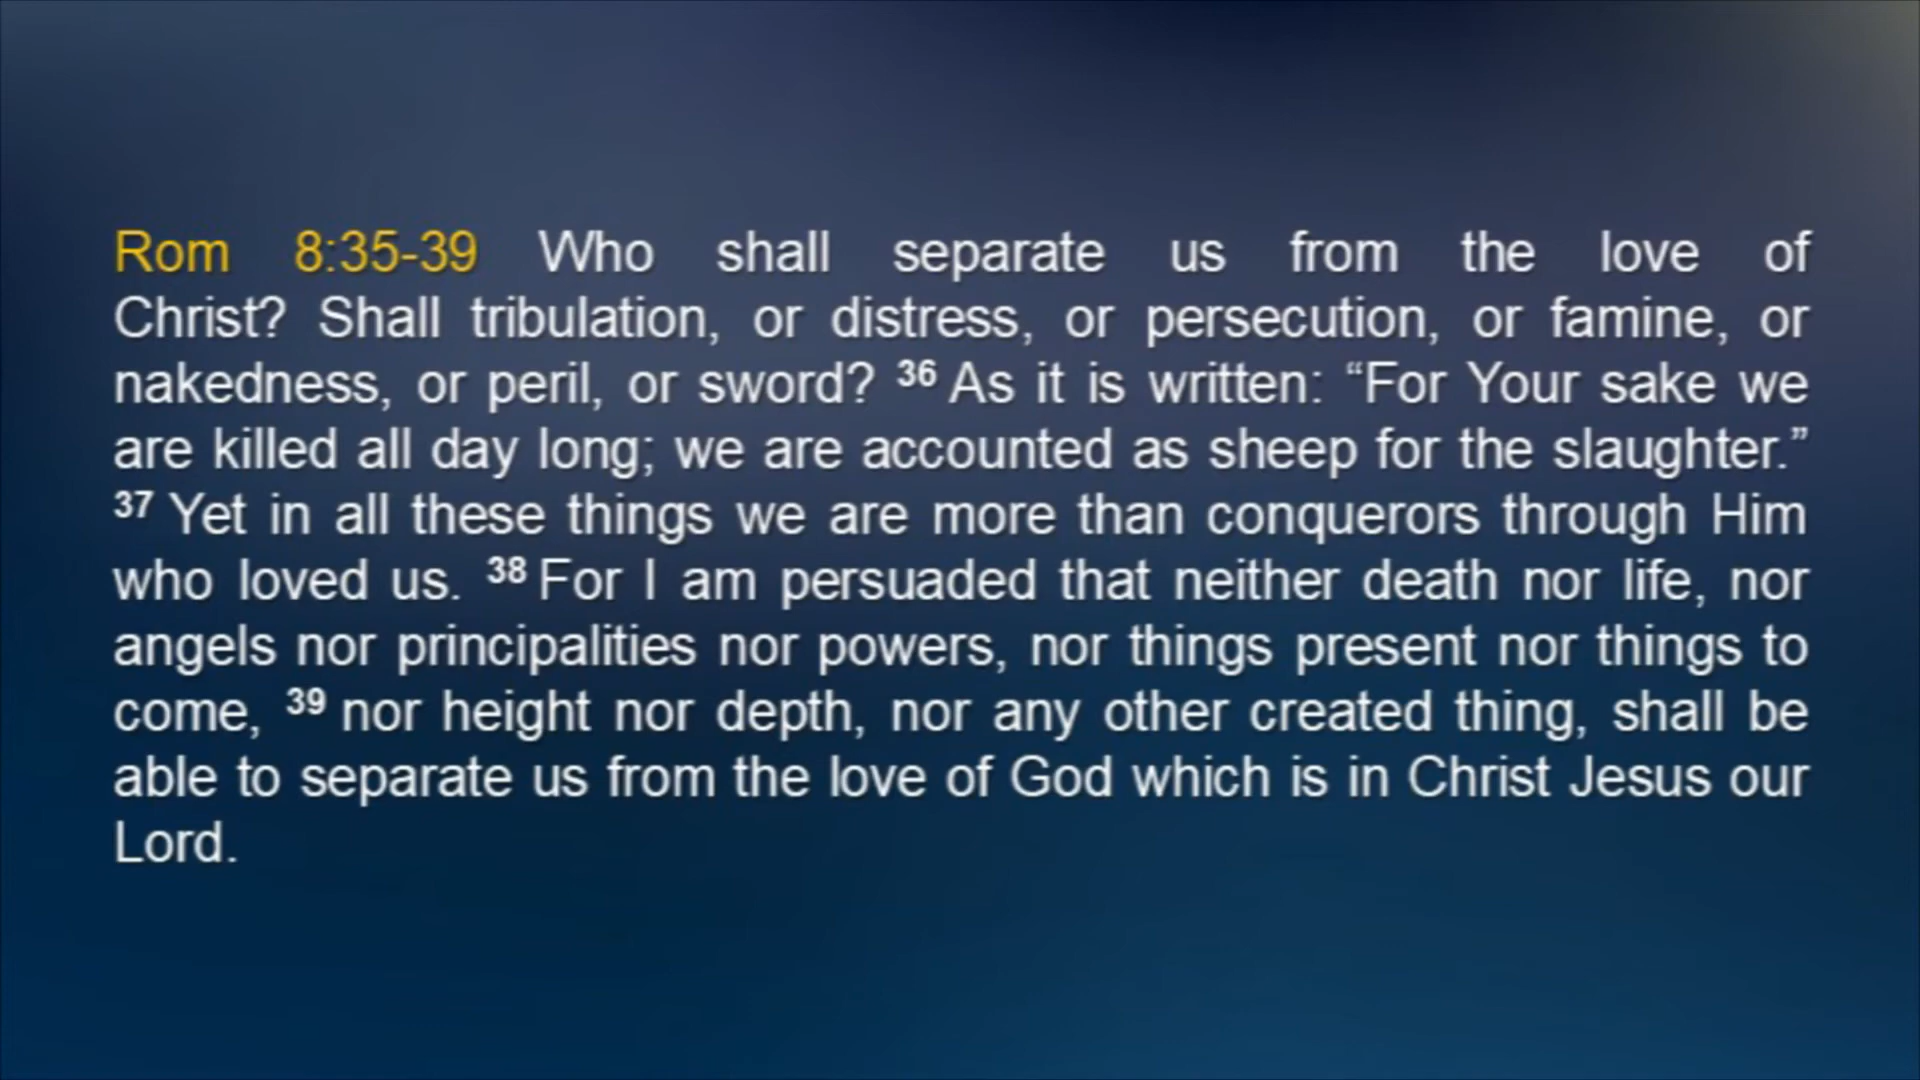 Rom 8:35-39 Who shall separate us from the love of
Christ? Shall tribulation, or distress, or persecution, or famine, or
nakedness, or peril, or sword? 36 As it is written: “For Your sake we
are killed all day long; we are accounted as sheep for the slaughter.”
37 Yet in all these things we are more than conquerors through Him
who loved us. 38 For I am persuaded that neither death nor life, nor
angels nor principalities nor powers, nor things present nor things to
come, 39 nor height nor depth, nor any other created thing, shall be
able to separate us from the love of God which is in Christ Jesus our
Lord.